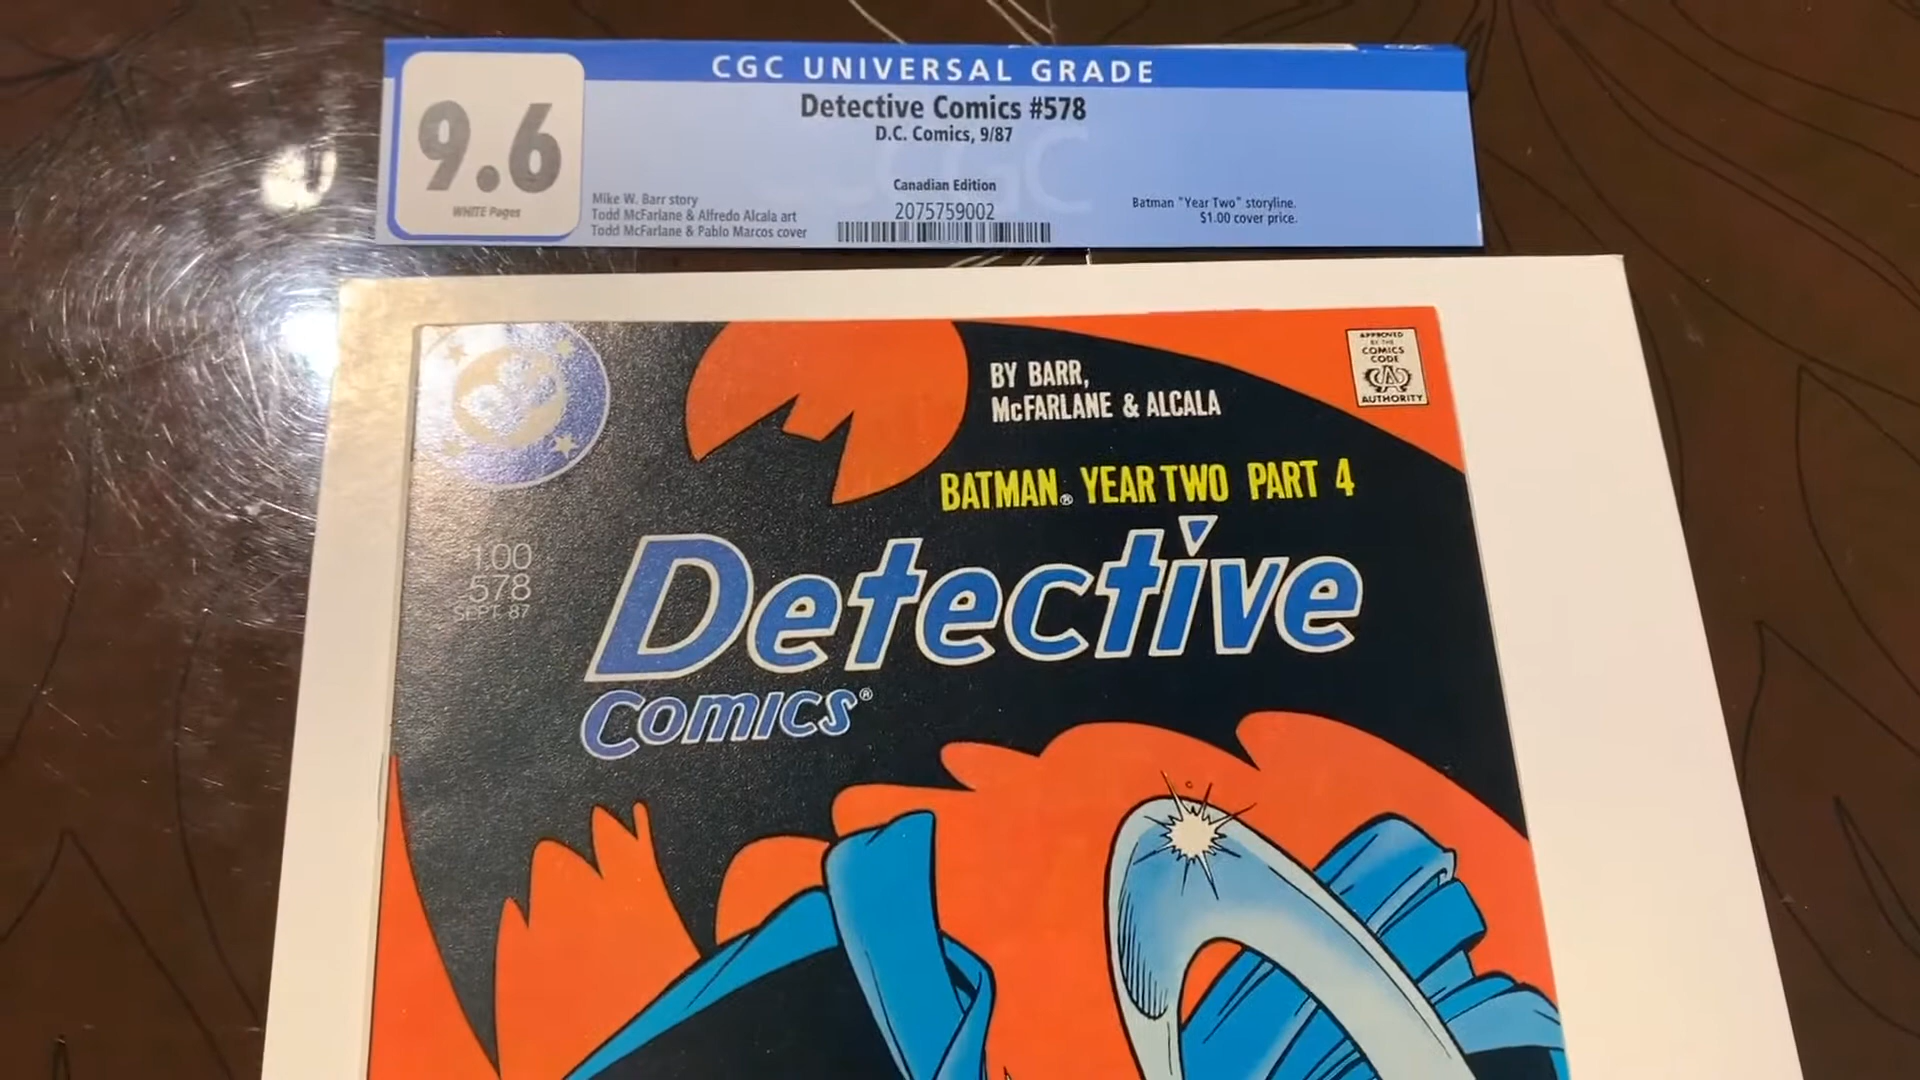 CGC UNIVERSAL GRADE
9.6
WHITE Pages
Detective Comics #578
D.C. Comics, 9/87
Canadian Edition
2075759002
Mike W. Barr story
Todd McFarlane & Alfredo Alcala art
Todd McFarlane & Pablo Marcos cover
Batman "Year Two" storyline.
$1.00 cover price.
CGC
APPROVED
BY THE
COMICS
CODE
CA
AUTHORITY
BY BARR,
McFARLANE & ALCALA
BATMAN® YEAR TWO PART 4
DC
1.00
578
SEPT. 87
Detective
Comics®